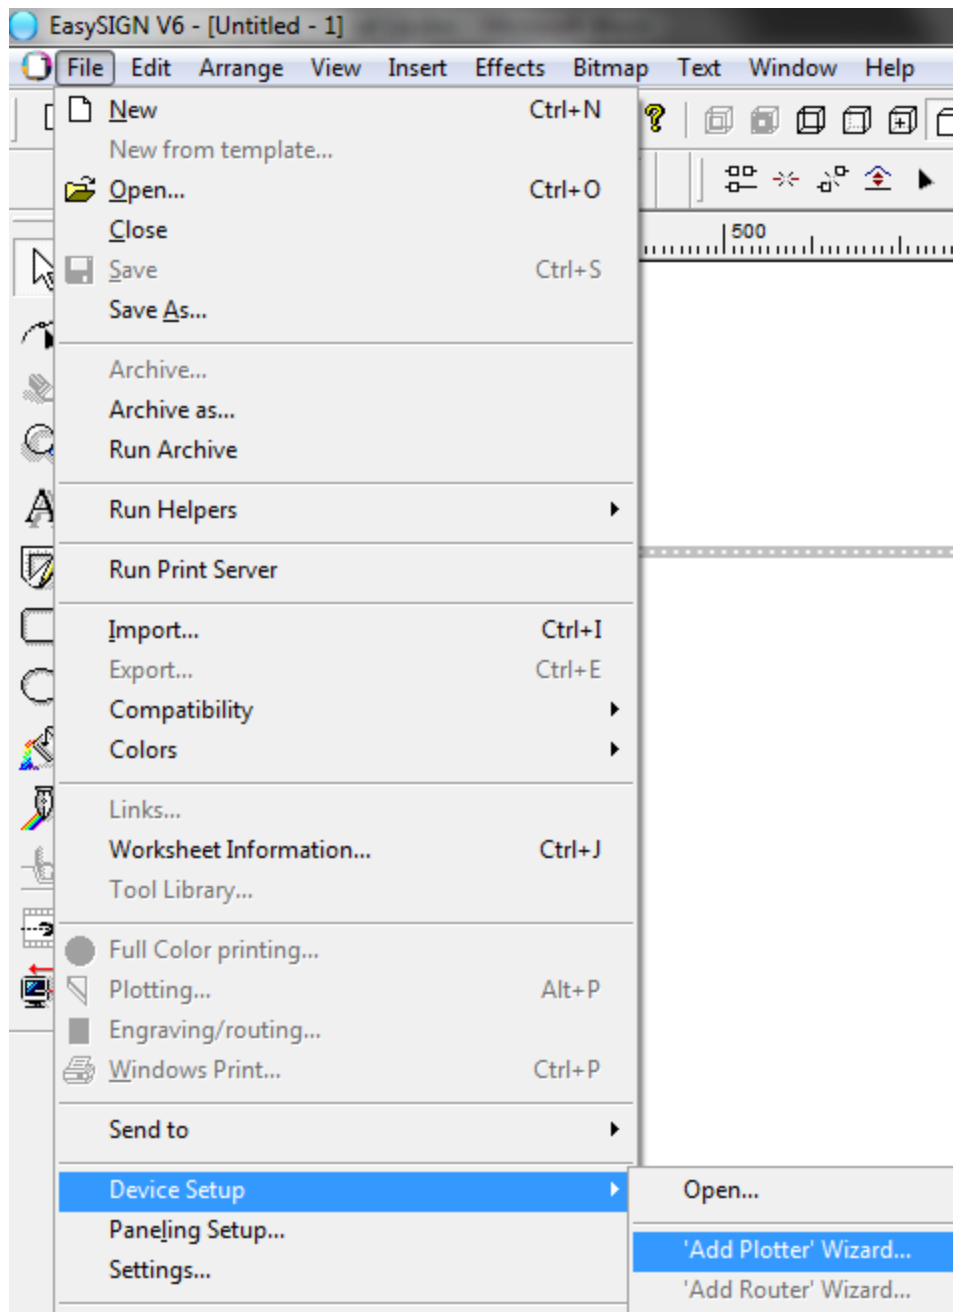 EasySIGN V6 - [Untitled - 1]
File Edit Arrange View Insert Effects Bitmap Text Window Help
New Ctrl+N
New from template...
Open... Ctrl+O
Close
Save Ctrl+S
Save As...
500
Archive...
Archive as...
Run Archive
Run Helpers
Run Print Server
Import... Ctrl+I
Export... Ctrl+E
Compatibility
Colors
Links...
Worksheet Information... Ctrl+J
Tool Library...
Full Color printing...
Plotting... Alt+P
Engraving/routing...
Windows Print... Ctrl+P
Send to
Device Setup
Paneling Setup...
Settings...
Open...
'Add Plotter' Wizard...
'Add Router' Wizard...